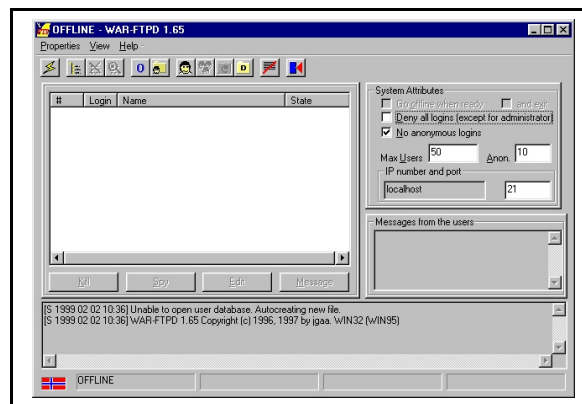 OFFLINE - WAR-FTPD 1.65
Properties View Help
# Login Name State
Kill Spy Edit Message
System Attributes
Go offline when ready and exit
Deny all logins (except for administrator)
No anonymous logins
Max Users 50 Anon. 10
IP number and port
localhost 21
Messages from the users
[S 1999 02 02 10:36] Unable to open user database. Autocreating new file.
[S 1999 02 02 10:36] WAR-FTPD 1.65 Copyright (c) 1996, 1997 by jgaa. WIN32 (WIN95)
OFFLINE